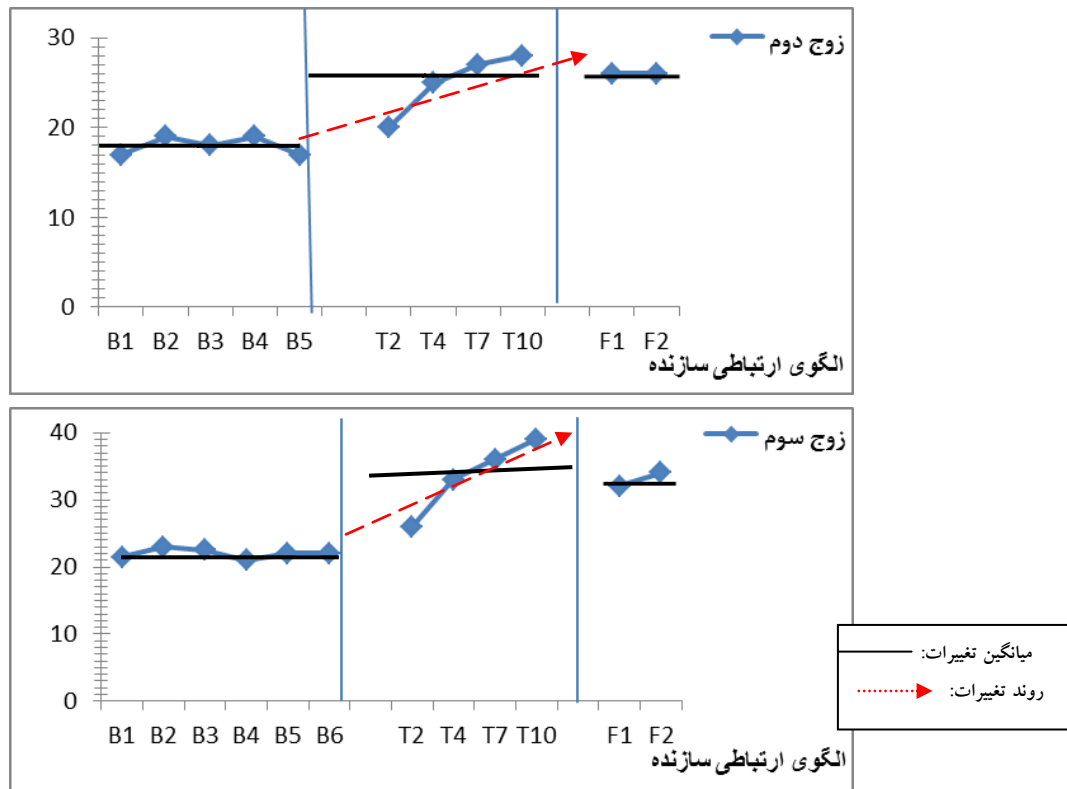 زوج دوم
30
20
10
0
B1 B2 B3 B4 B5 T2 T4 T7 T10 F1 F2
الگوی ارتباطی سازنده
زوج سوم
40
30
20
10
0
B1 B2 B3 B4 B5 B6 T2 T4 T7 T10 F1 F2
الگوی ارتباطی سازنده
میانگین تغییرات:
روند تغییرات: